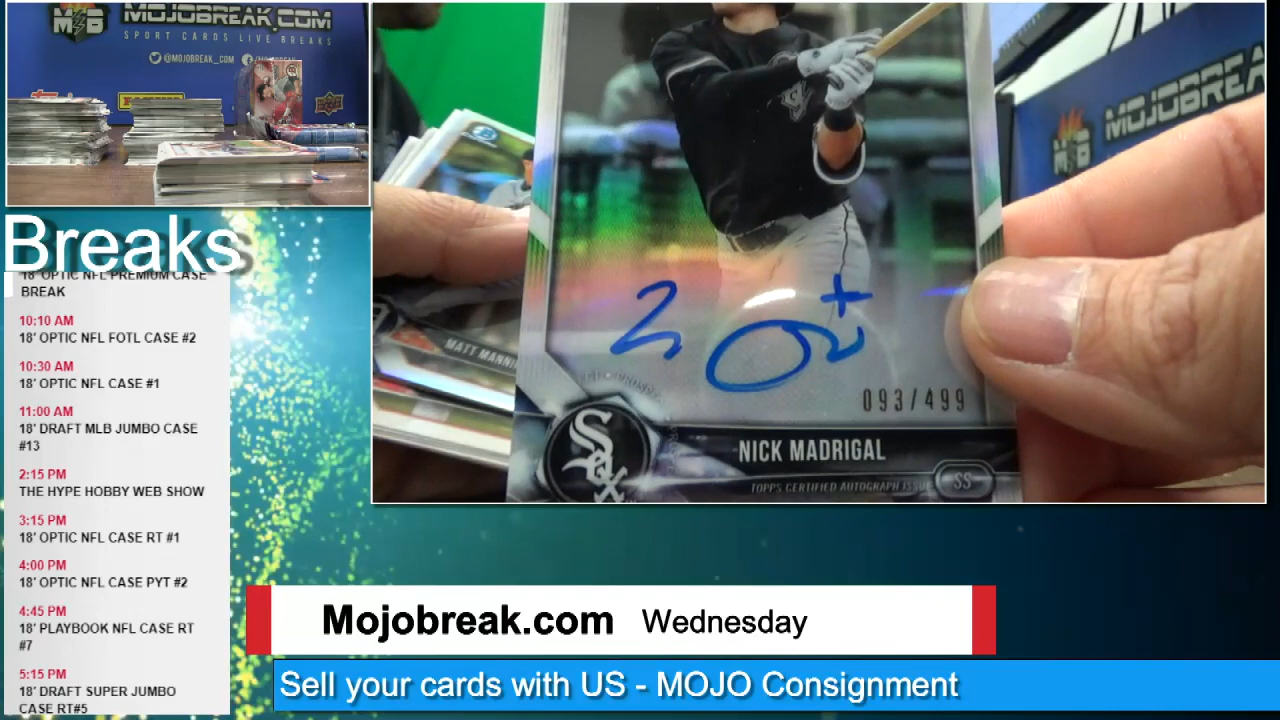 MOJOBREAK.COM
SPORT CARDS LIVE BREAKS
@MOJOBREAK_COM
Breaks
18' OPTIC NFL PREMIUM CASE
BREAK
10:10 AM
18' OPTIC NFL FOTL CASE #2
10:30 AM
18' OPTIC NFL CASE #1
11:00 AM
18' DRAFT MLB JUMBO CASE
#13
2:15 PM
THE HYPE HOBBY WEB SHOW
3:15 PM
18' OPTIC NFL CASE RT #1
4:00 PM
18' OPTIC NFL CASE PYT #2
4:45 PM
18' PLAYBOOK NFL CASE RT
#7
5:15 PM
18' DRAFT SUPER JUMBO
CASE RT#5
MOJOBREA
MATT MANNI
093/499
Sox
NICK MADRIGAL
TOPPS CERTIFIED AUTOGRAPH ISSUE
SS
Mojobreak.com Wednesday
Sell your cards with US - MOJO Consignment